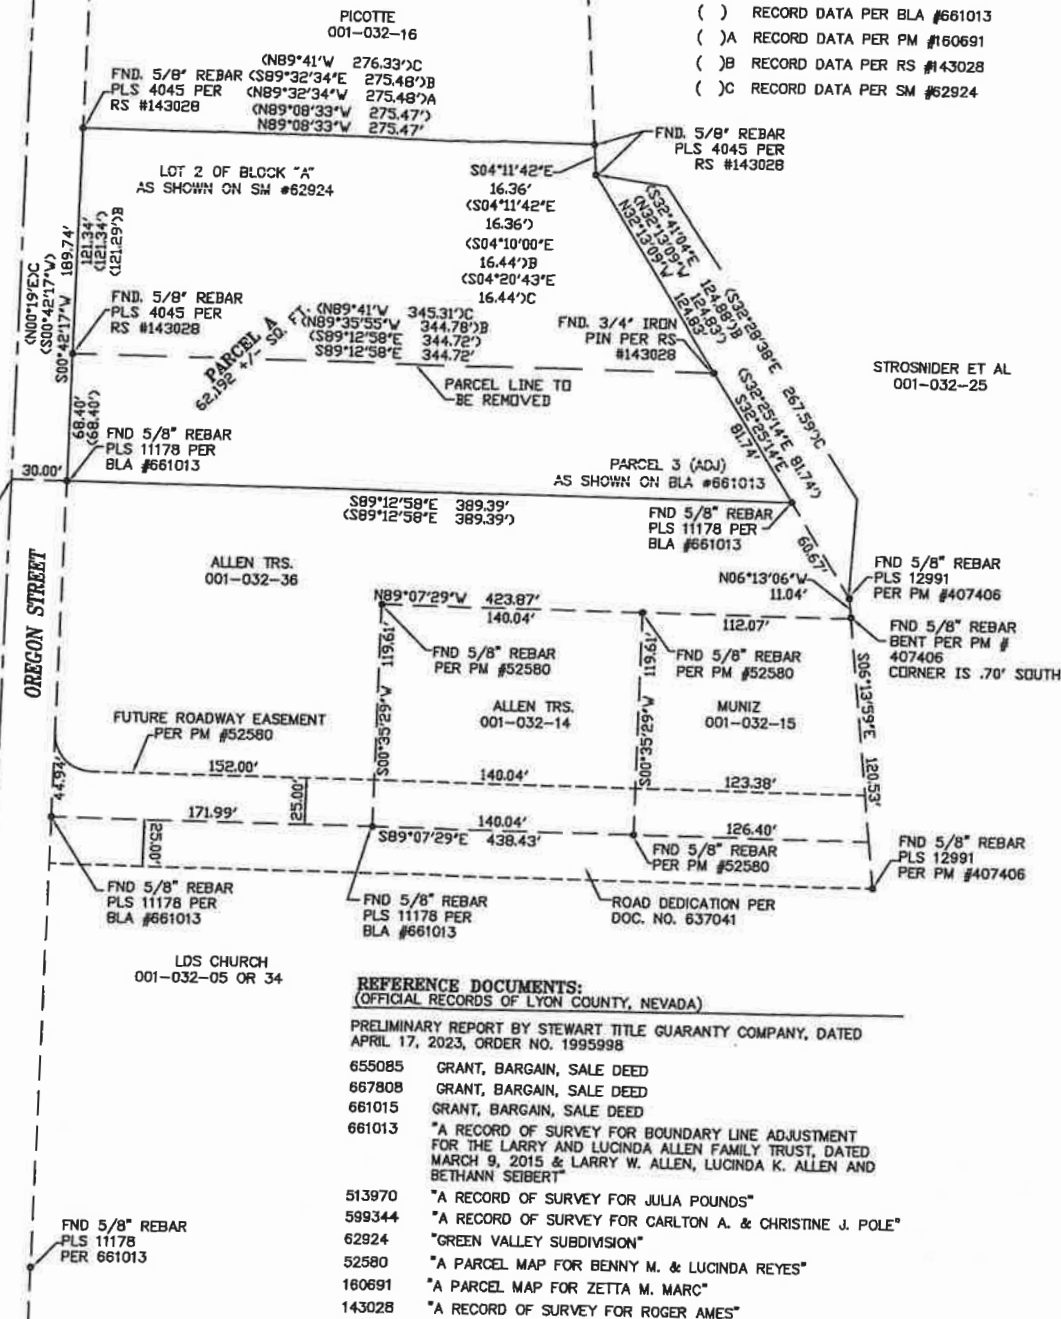 PICOTTE
001-032-16
( ) RECORD DATA PER BLA #661013
( )A RECORD DATA PER PM #160691
( )B RECORD DATA PER RS #143028
( )C RECORD DATA PER SM #62924
(N89°41'W 276.33')C
(S89°32'34"E 275.48')B
(N89°32'34"W 275.48')A
(N89°08'33"W 275.47')
N89°08'33"W 275.47'
FND. 5/8" REBAR
PLS 4045 PER
RS #143028
FND. 5/8" REBAR
PLS 4045 PER
RS #143028
LOT 2 OF BLOCK "A"
AS SHOWN ON SM #62924
S04°11'42"E
16.36'
(S04°11'42"E
16.36')
(S04°10'00"E
16.44')B
(S04°20'43"E
16.44')C
(S32°41'04"E 124.88')B
(N32°13'09"W 124.83')
N32°13'09"W 124.83'
(S32°28'38"E 267.59')C
(N00°19'E)C
(S00°42'17"W)
S00°42'17"W 189.74'
121.34'
(121.34')
(121.29')B
FND. 5/8" REBAR
PLS 4045 PER
RS #143028
PARCEL A
62,192 +/- SQ. FT.
(N89°41'W 345.31')C
(N89°35'55"W 344.78')B
(S89°12'58"E 344.72')
S89°12'58"E 344.72'
FND. 3/4" IRON
PIN PER RS
#143028
STROSNIDER ET AL
001-032-25
PARCEL LINE TO
BE REMOVED
(S32°25'14"E 81.74')
S32°25'14"E
81.74'
68.40'
(68.40')
FND 5/8" REBAR
PLS 11178 PER
BLA #661013
30.00'
PARCEL 3 (ADJ)
AS SHOWN ON BLA #661013
S89°12'58"E 389.39'
(S89°12'58"E 389.39')
FND 5/8" REBAR
PLS 11178 PER
BLA #661013
60.67'
OREGON STREET
ALLEN TRS.
001-032-36
N06°13'06"W
11.04'
FND 5/8" REBAR
PLS 12991
PER PM #407406
N89°07'29"W 423.87'
140.04'
112.07'
FND 5/8" REBAR
BENT PER PM #
407406
CORNER IS .70' SOUTH
FND 5/8" REBAR
PER PM #52580
FND 5/8" REBAR
PER PM #52580
S00°35'29"W 119.61'
S00°35'29"W 119.61'
S06°13'59"E 120.53'
ALLEN TRS.
001-032-14
MUNIZ
001-032-15
FUTURE ROADWAY EASEMENT
PER PM #52580
44.94'
152.00'
140.04'
123.38'
25.00'
171.99'
140.04'
126.40'
25.00'
S89°07'29"E 438.43'
FND 5/8" REBAR
PER PM #52580
FND 5/8" REBAR
PLS 12991
PER PM #407406
FND 5/8" REBAR
PLS 11178 PER
BLA #661013
FND 5/8" REBAR
PLS 11178 PER
BLA #661013
ROAD DEDICATION PER
DOC. NO. 637041
LDS CHURCH
001-032-05 OR 34
REFERENCE DOCUMENTS:
(OFFICIAL RECORDS OF LYON COUNTY, NEVADA)
PRELIMINARY REPORT BY STEWART TITLE GUARANTY COMPANY, DATED
APRIL 17, 2023, ORDER NO. 1995998
655085 GRANT, BARGAIN, SALE DEED
667808 GRANT, BARGAIN, SALE DEED
661015 GRANT, BARGAIN, SALE DEED
661013 "A RECORD OF SURVEY FOR BOUNDARY LINE ADJUSTMENT
FOR THE LARRY AND LUCINDA ALLEN FAMILY TRUST, DATED
MARCH 9, 2015 & LARRY W. ALLEN, LUCINDA K. ALLEN AND
BETHANN SEIBERT"
513970 "A RECORD OF SURVEY FOR JULIA POUNDS"
599344 "A RECORD OF SURVEY FOR CARLTON A. & CHRISTINE J. POLE"
62924 "GREEN VALLEY SUBDIVISION"
52580 "A PARCEL MAP FOR BENNY M. & LUCINDA REYES"
160691 "A PARCEL MAP FOR ZETTA M. MARC"
143028 "A RECORD OF SURVEY FOR ROGER AMES"
FND 5/8" REBAR
PLS 11178
PER 661013